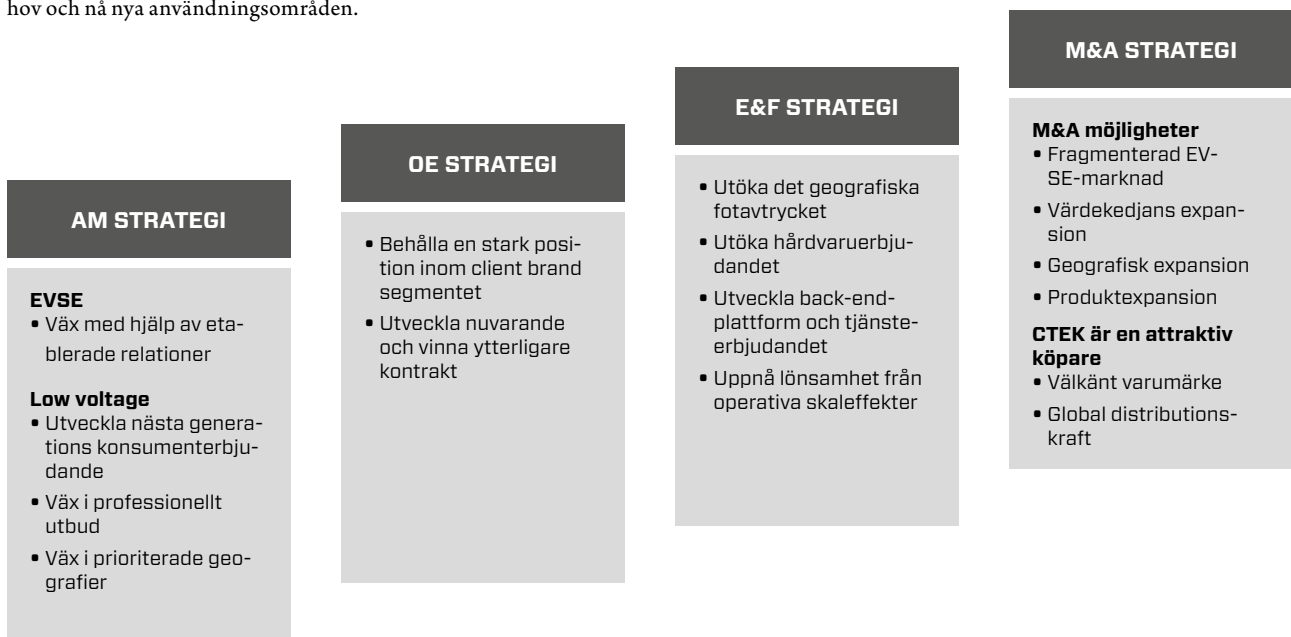 hov och nå nya användningsområden.
AM STRATEGI
EVSE
• Väx med hjälp av eta-
blerade relationer
Low voltage
• Utveckla nästa genera-
tions konsumenterbju-
dande
• Väx i professionellt
utbud
• Väx i prioriterade geo-
grafier
OE STRATEGI
• Behålla en stark posi-
tion inom client brand
segmentet
• Utveckla nuvarande
och vinna ytterligare
kontrakt
E&F STRATEGI
• Utöka det geografiska
fotavtrycket
• Utöka hårdvaruerbju-
dandet
• Utveckla back-end-
plattform och tjänste-
erbjudandet
• Uppnå lönsamhet från
operativa skaleffekter
M&A STRATEGI
M&A möjligheter
• Fragmenterad EV-
SE-marknad
• Värdekedjans expan-
sion
• Geografisk expansion
• Produktexpansion
CTEK är en attraktiv
köpare
• Välkänt varumärke
• Global distributions-
kraft